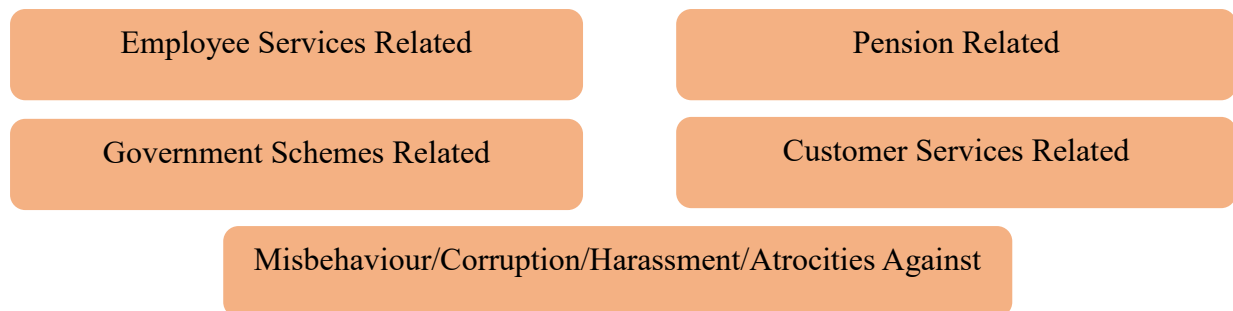 Employee Services Related
Pension Related
Government Schemes Related
Customer Services Related
Misbehaviour/Corruption/Harassment/Atrocities Against